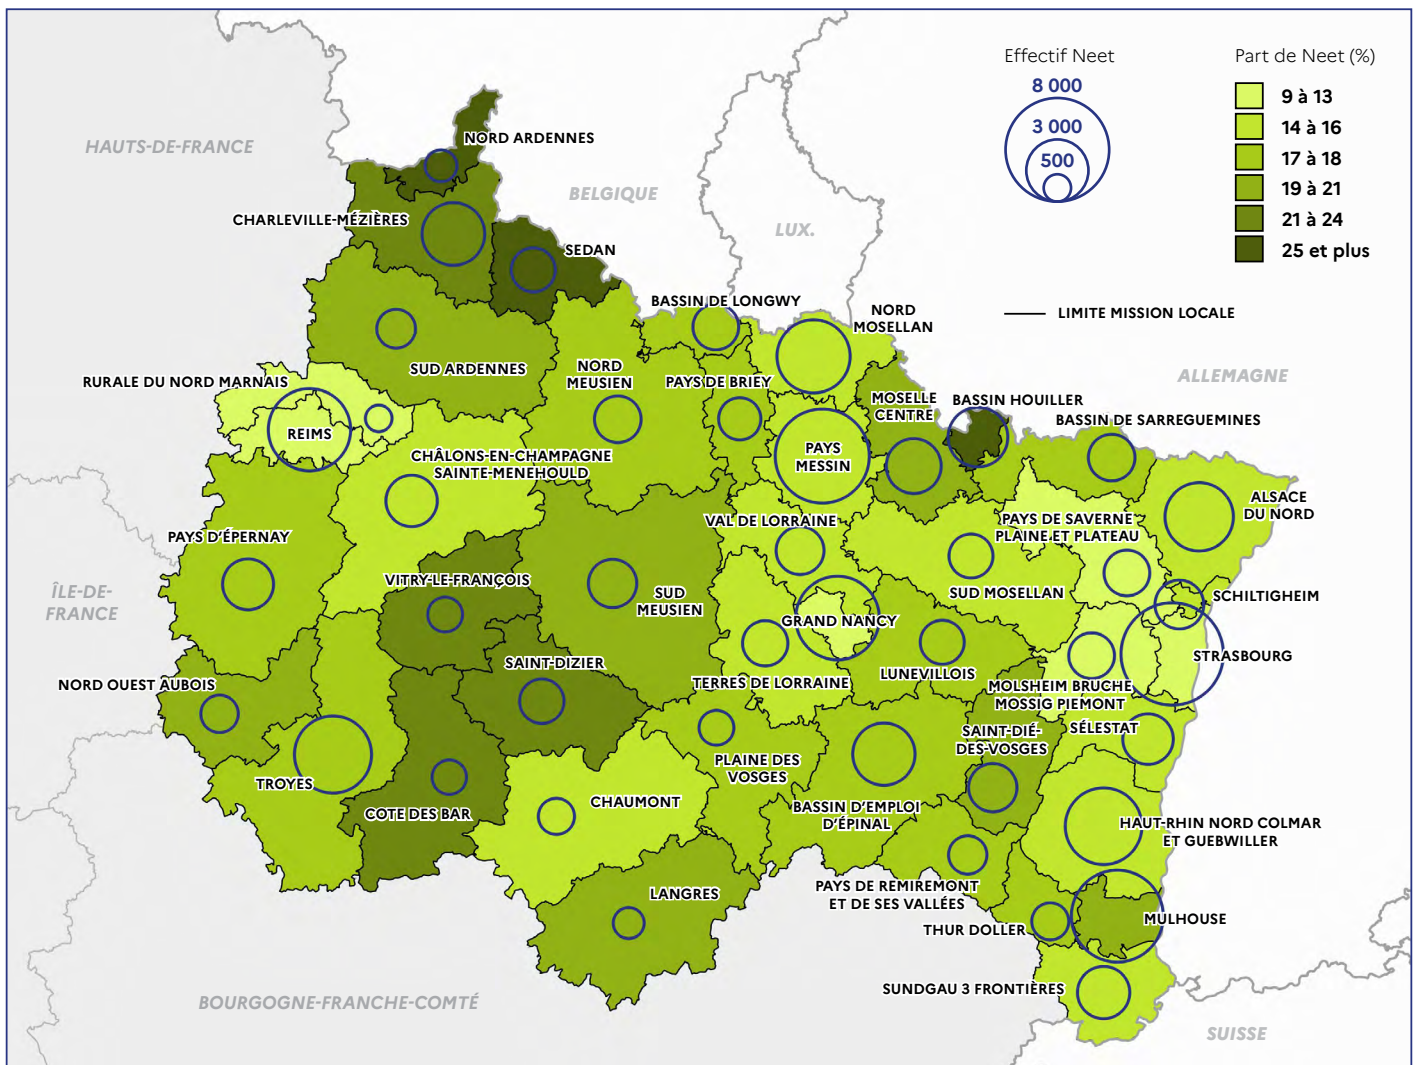 Effectif Neet
8 000
3 000
500
Part de Neet (%)
9 à 13
14 à 16
17 à 18
19 à 21
21 à 24
25 et plus
LIMITE MISSION LOCALE
HAUTS-DE-FRANCE
BELGIQUE
LUX.
ALLEMAGNE
ÎLE-DE-
FRANCE
BOURGOGNE-FRANCHE-COMTÉ
SUISSE
NORD ARDENNES
CHARLEVILLE-MÉZIÈRES
SEDAN
BASSIN DE LONGWY
NORD
MOSELLAN
SUD ARDENNES
NORD
MEUSIEN
RURALE DU NORD MARNAIS
PAYS DE BRIEY
MOSELLE
CENTRE
BASSIN HOUILLER
BASSIN DE SARREGUEMINES
REIMS
CHÂLONS-EN-CHAMPAGNE
SAINTE-MENEHOULD
PAYS
MESSIN
ALSACE
DU NORD
PAYS D'ÉPERNAY
VAL DE LORRAINE
PAYS DE SAVERNE
PLAINE ET PLATEAU
VITRY-LE-FRANÇOIS
SUD
MEUSIEN
SUD MOSELLAN
SCHILTIGHEIM
GRAND NANCY
STRASBOURG
SAINT-DIZIER
LUNEVILLOIS
NORD OUEST AUBOIS
TERRES DE LORRAINE
MOLSHEIM BRUCHE
MOSSIG PIEMONT
SAINT-DIÉ-
DES-VOSGES
SÉLESTAT
PLAINE DES
VOSGES
TROYES
COTE DES BAR
CHAUMONT
BASSIN D'EMPLOI
D'ÉPINAL
HAUT-RHIN NORD COLMAR
ET GUEBWILLER
LANGRES
PAYS DE REMIREMONT
ET DE SES VALLÉES
THUR DOLLER
MULHOUSE
SUNDGAU 3 FRONTIÈRES